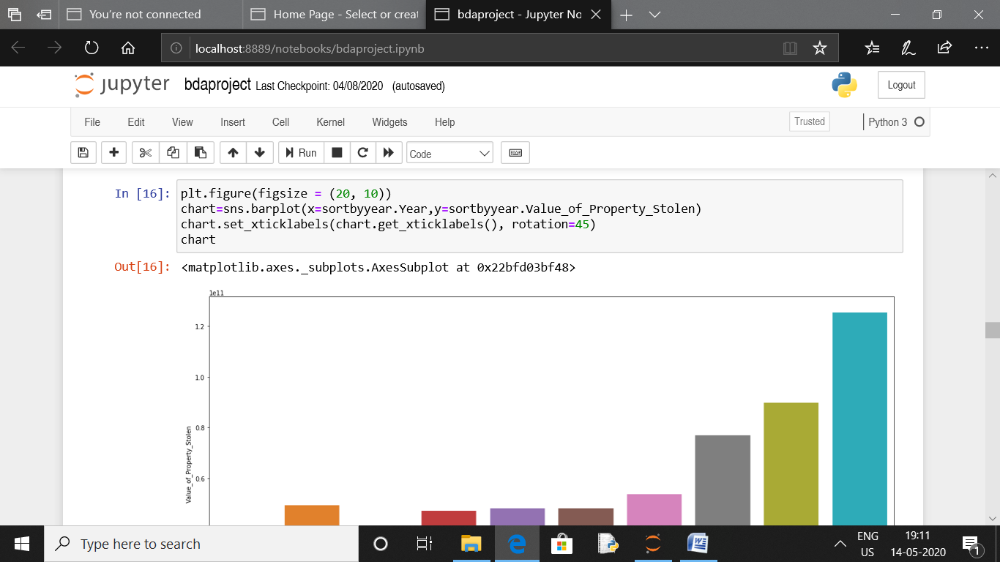 You're not connected
Home Page - Select or creat
bdaproject - Jupyter No
localhost:8889/notebooks/bdaproject.ipynb
jupyter bdaproject Last Checkpoint: 04/08/2020 (autosaved)
Logout
File Edit View Insert Cell Kernel Widgets Help
Trusted
Python 3
Run
Code
In [16]: plt.figure(figsize = (20, 10))
chart=sns.barplot(x=sortbyyear.Year,y=sortbyyear.Value_of_Property_Stolen)
chart.set_xticklabels(chart.get_xticklabels(), rotation=45)
chart
Out[16]: <matplotlib.axes._subplots.AxesSubplot at 0x22bfd03bf48>
1e11
1.2
1.0
0.8
0.6
Value_of_Property_Stolen
Type here to search
ENG
US
19:11
14-05-2020
1